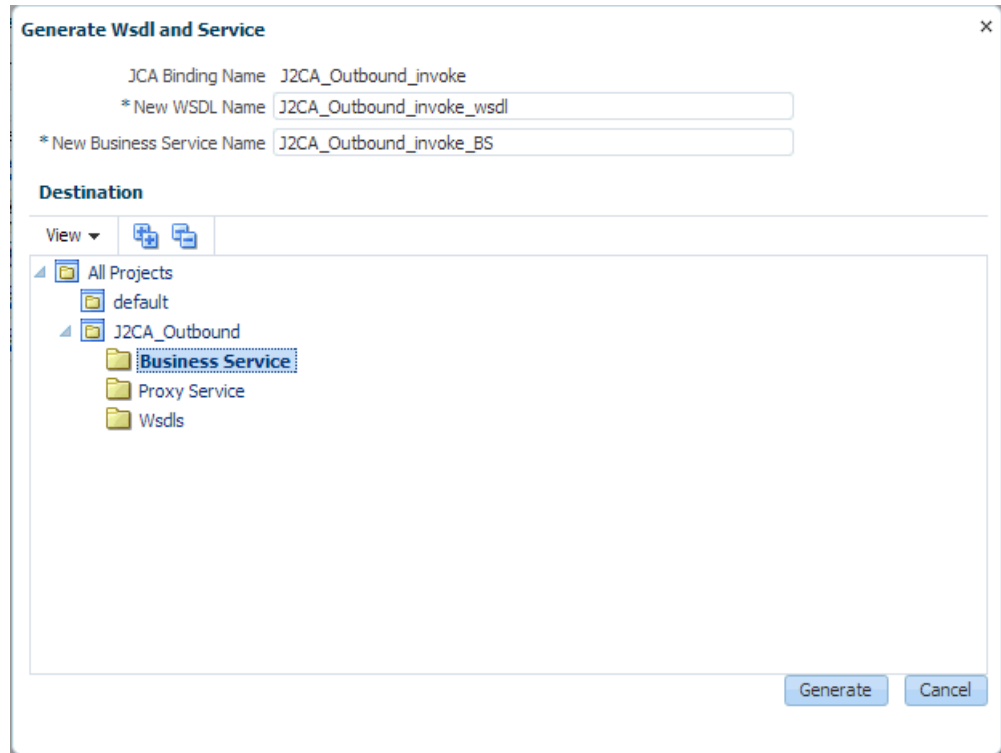 Generate Wsdl and Service
JCA Binding Name J2CA_Outbound_invoke
* New WSDL Name J2CA_Outbound_invoke_wsdl
* New Business Service Name J2CA_Outbound_invoke_BS
Destination
View
All Projects
default
J2CA_Outbound
Business Service
Proxy Service
Wsdls
Generate Cancel